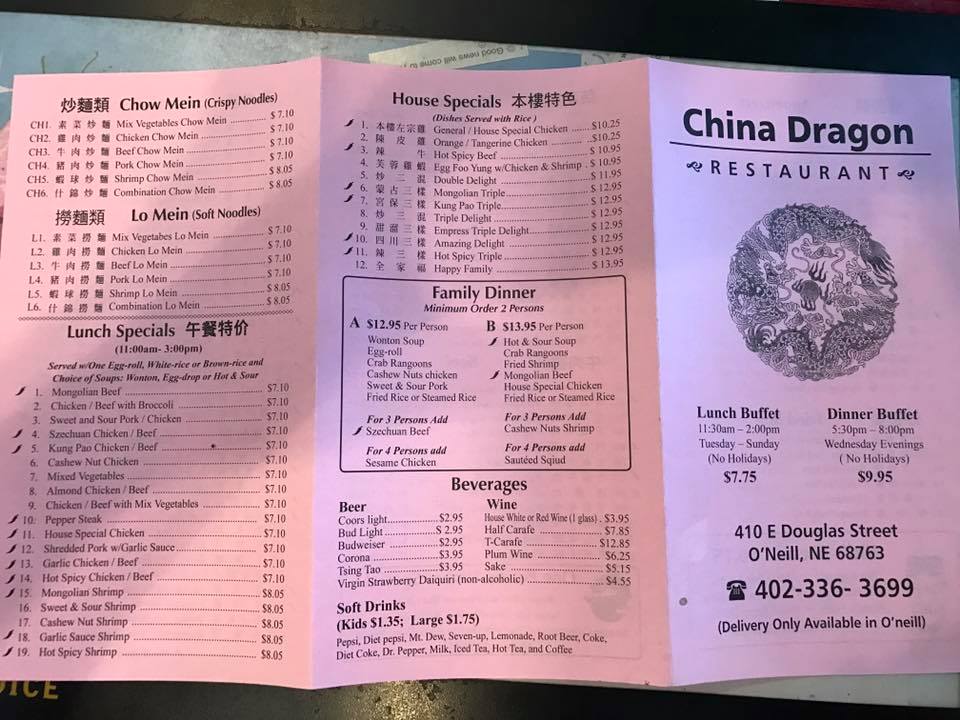 Good news will come to
炒麵類 Chow Mein (Crispy Noodles)
CH1. 素菜炒麵 Mix Vegetables Chow Mein $ 7.10
CH2. 雞肉炒麵 Chicken Chow Mein $ 7.10
CH3. 牛肉炒麵 Beef Chow Mein $ 7.10
CH4. 豬肉炒麵 Pork Chow Mein $ 7.10
CH5. 蝦球炒麵 Shrimp Chow Mein $ 8.05
CH6. 什錦炒麵 Combination Chow Mein $ 8.05
撈麵類 Lo Mein (Soft Noodles)
L1. 素菜撈麵 Mix Vegetabes Lo Mein $ 7.10
L2. 雞肉撈麵 Chicken Lo Mein $ 7.10
L3. 牛肉撈麵 Beef Lo Mein $ 7.10
L4. 豬肉撈麵 Pork Lo Mein $ 7.10
L5. 蝦球撈麵 Shrimp Lo Mein $ 8.05
L6. 什錦撈麵 Combination Lo Mein $ 8.05
Lunch Specials 午餐特价
(11:00am- 3:00pm)
Served w/One Egg-roll, White-rice or Brown-rice and
Choice of Soups: Wonton, Egg-drop or Hot & Sour
1. Mongolian Beef $7.10
2. Chicken / Beef with Broccoli $7.10
3. Sweet and Sour Pork / Chicken $7.10
4. Szechuan Chicken / Beef $7.10
5. Kung Pao Chicken / Beef $7.10
6. Cashew Nut Chicken $7.10
7. Mixed Vegetables $7.10
8. Almond Chicken / Beef $7.10
9. Chicken / Beef with Mix Vegetables $7.10
10. Pepper Steak $7.10
11. House Special Chicken $7.10
12. Shredded Pork w/Garlic Sauce $7.10
13. Garlic Chicken / Beef $7.10
14. Hot Spicy Chicken / Beef $7.10
15. Mongolian Shrimp $8.05
16. Sweet & Sour Shrimp $8.05
17. Cashew Nut Shrimp $8.05
18. Garlic Sauce Shrimp $8.05
19. Hot Spicy Shrimp $8.05
House Specials 本樓特色
(Dishes Served with Rice )
1. 本樓左宗雞 General / House Special Chicken $10.25
2. 陳皮雞 Orange / Tangerine Chicken $10.25
3. 辣牛 Hot Spicy Beef $ 10.95
4. 芙蓉雞蝦 Egg Foo Yung w/Chicken & Shrimp $ 10.95
5. 炒二混 Double Delight $ 11.95
6. 蒙古三樣 Mongolian Triple $ 12.95
7. 宮保三樣 Kung Pao Triple $ 12.95
8. 炒三混 Triple Delight $ 12.95
9. 甜溜三樣 Empress Triple Delight $ 12.95
10. 四川三樣 Amazing Delight $ 12.95
11. 辣三樣 Hot Spicy Triple $ 12.95
12. 全家福 Happy Family $ 13.95
Family Dinner
Minimum Order 2 Persons
A $12.95 Per Person
Wonton Soup
Egg-roll
Crab Rangoons
Cashew Nuts chicken
Sweet & Sour Pork
Fried Rice or Steamed Rice
For 3 Persons Add
Szechuan Beef
For 4 Persons add
Sesame Chicken
B $13.95 Per Person
Hot & Sour Soup
Crab Rangoons
Fried Shrimp
Mongolian Beef
House Special Chicken
Fried Rice or Steamed Rice
For 3 Persons Add
Cashew Nuts Shrimp
For 4 Persons add
Sautéed Sqiud
Beverages
Beer
Coors light $2.95
Bud Light $ 2.95
Budweiser $2.95
Corona $3.95
Tsing Tao $3.95
Wine
House White or Red Wine (1 glass) $3.95
Half Carafe $7.85
T-Carafe $12.85
Plum Wine $6.25
Sake $5.15
Virgin Strawberry Daiquiri (non-alcoholic) $4.55
Soft Drinks
(Kids $1.35; Large $1.75)
Pepsi, Diet pepsi, Mt. Dew, Seven-up, Lemonade, Root Beer, Coke,
Diet Coke, Dr. Pepper, Milk, Iced Tea, Hot Tea, and Coffee
China Dragon
RESTAURANT
Lunch Buffet
11:30am – 2:00pm
Tuesday – Sunday
(No Holidays)
$7.75
Dinner Buffet
5:30pm – 8:00pm
Wednesday Evenings
( No Holidays)
$9.95
410 E Douglas Street
O'Neill, NE 68763
402-336- 3699
(Delivery Only Available in O'neill)